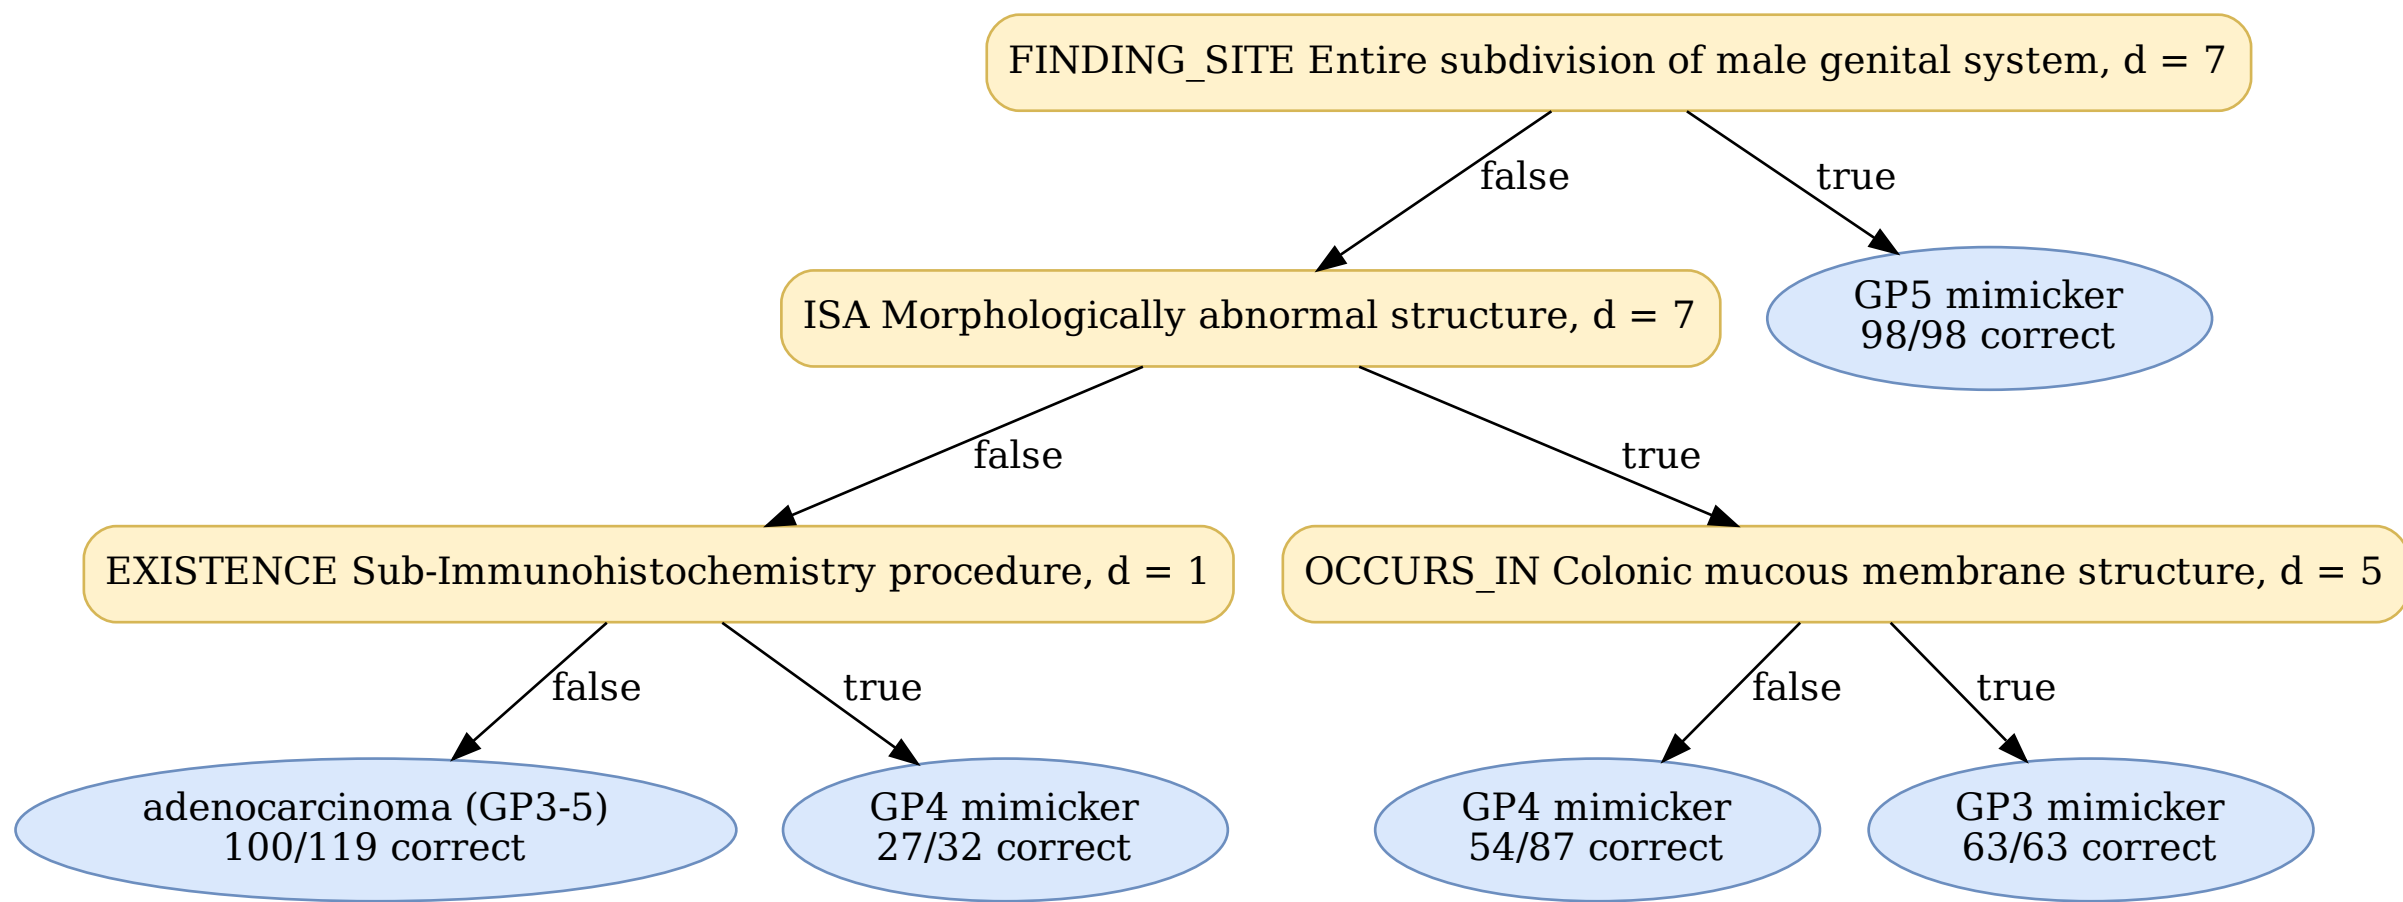 FINDING_SITE Entire subdivision of male genital system, d = 7
false
true
ISA Morphologically abnormal structure, d = 7
GP5 mimicker
98/98 correct
false
true
EXISTENCE Sub-Immunohistochemistry procedure, d = 1
OCCURS_IN Colonic mucous membrane structure, d = 5
false
true
false
true
adenocarcinoma (GP3-5)
100/119 correct
GP4 mimicker
27/32 correct
GP4 mimicker
54/87 correct
GP3 mimicker
63/63 correct